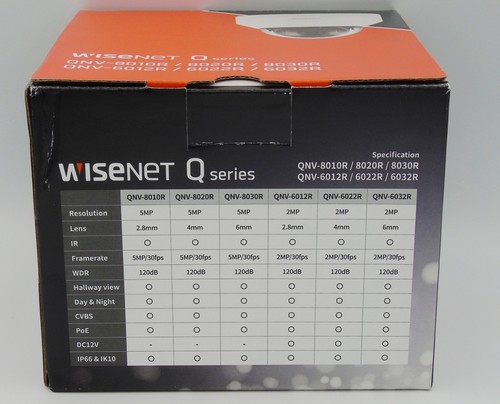 WISENET Q series
QNV-8010R / 8020R / 8030R
QNV-6012R / 6022R / 6032R
Specification
WISENET Q series QNV-8010R / 8020R / 8030R
QNV-6012R / 6022R / 6032R
QNV-8010R QNV-8020R QNV-8030R QNV-6012R QNV-6022R QNV-6032R
Resolution 5MP 5MP 5MP 2MP 2MP 2MP
Lens 2.8mm 4mm 6mm 2.8mm 4mm 6mm
IR O O O O O O
Framerate 5MP/30fps 5MP/30fps 5MP/30fps 2MP/30fps 2MP/30fps 2MP/30fps
WDR 120dB 120dB 120dB 120dB 120dB 120dB
Hallway view O O O O O O
Day & Night O O O O O O
CVBS O O O O O O
PoE O O O O O O
DC12V - - - O O O
IP66 & IK10 O O O O O O